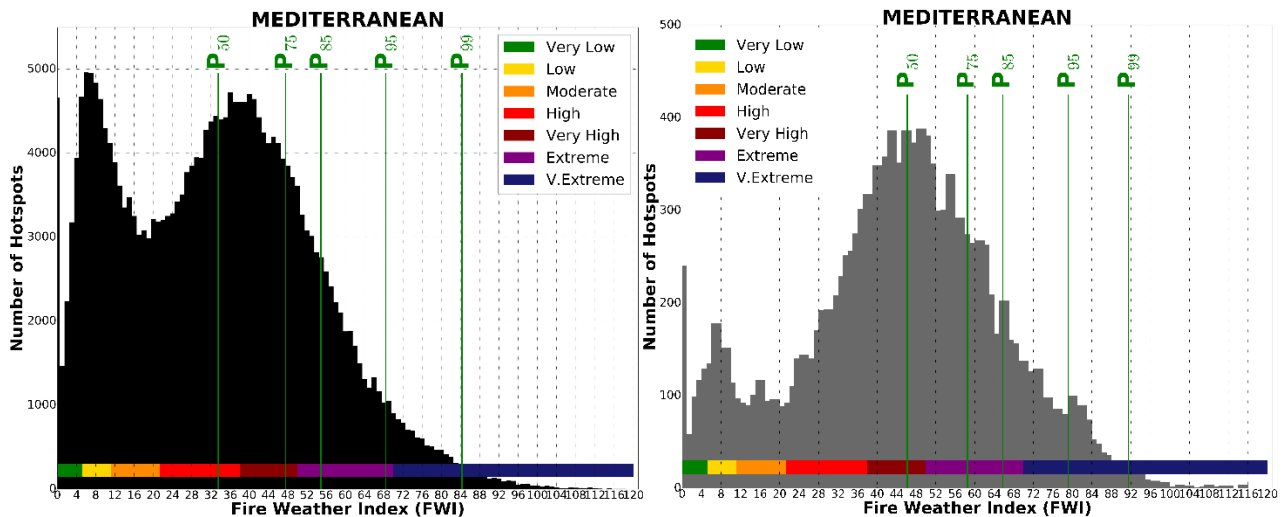 MEDITERRANEAN
P50 P75 P85 P95 P99
Very Low
Low
Moderate
High
Very High
Extreme
V.Extreme
Number of Hotspots
5000
4000
3000
2000
1000
0
0 4 8 12 16 20 24 28 32 36 40 44 48 52 56 60 64 68 72 76 80 84 88 92 96 100 104 108 112 116 120
Fire Weather Index (FWI)
MEDITERRANEAN
P50 P75 P85 P95 P99
Very Low
Low
Moderate
High
Very High
Extreme
V.Extreme
Number of Hotspots
500
400
300
200
100
0
0 4 8 12 16 20 24 28 32 36 40 44 48 52 56 60 64 68 72 76 80 84 88 92 96 100 104 108 112 116 120
Fire Weather Index (FWI)